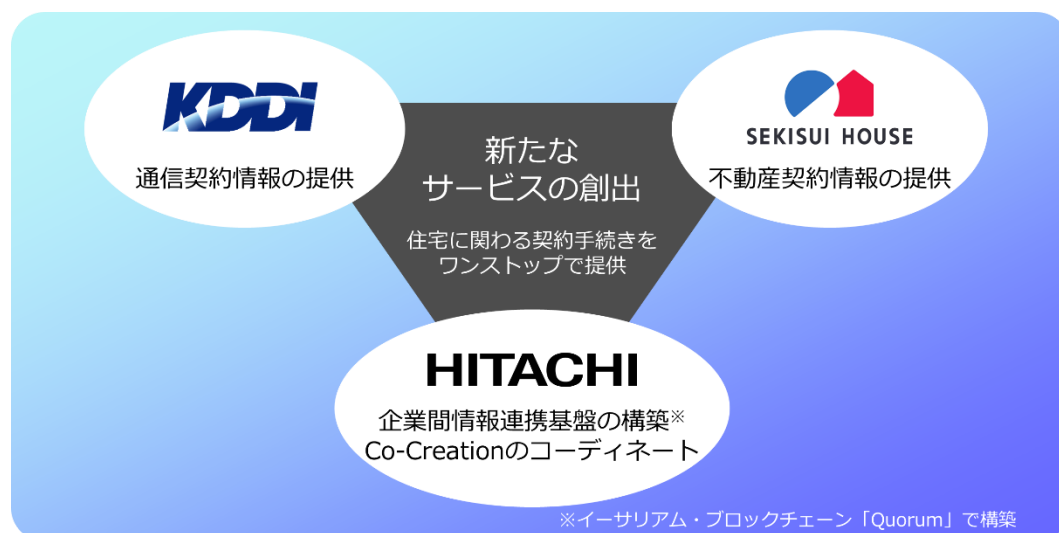 KDDI
通信契約情報の提供
SEKISUI HOUSE
不動産契約情報の提供
新たな
サービスの創出
住宅に関わる契約手続きを
ワンストップで提供
HITACHI
企業間情報連携基盤の構築※
Co-Creationのコーディネート
※イーサリアム・ブロックチェーン「Quorum」で構築